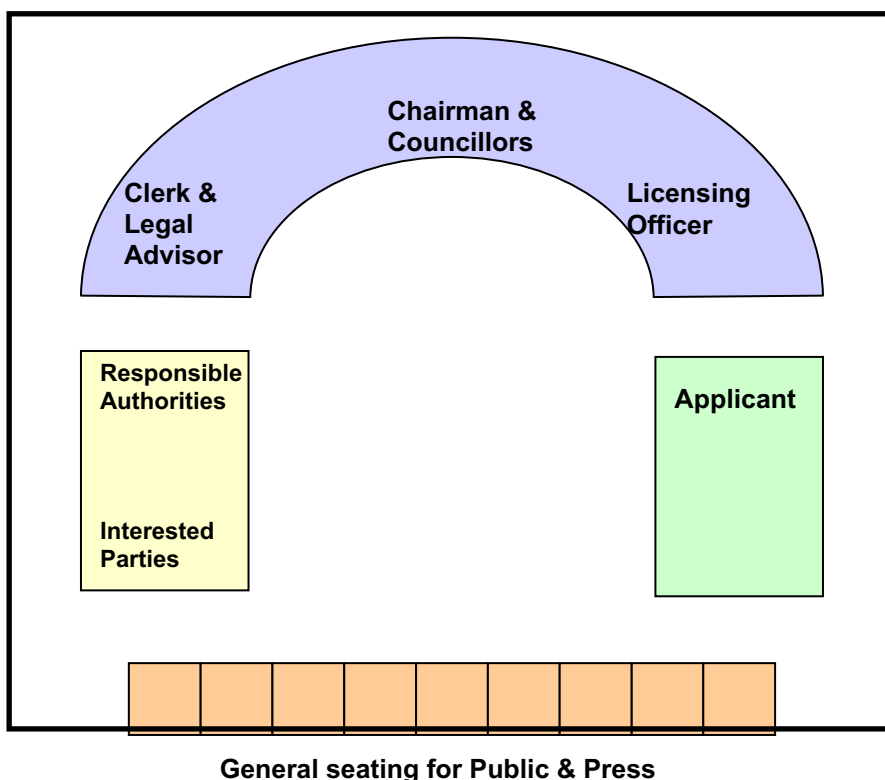 Chairman &
Councillors
Clerk &
Legal
Advisor
Licensing
Officer
Responsible
Authorities
Interested
Parties
Applicant
General seating for Public & Press